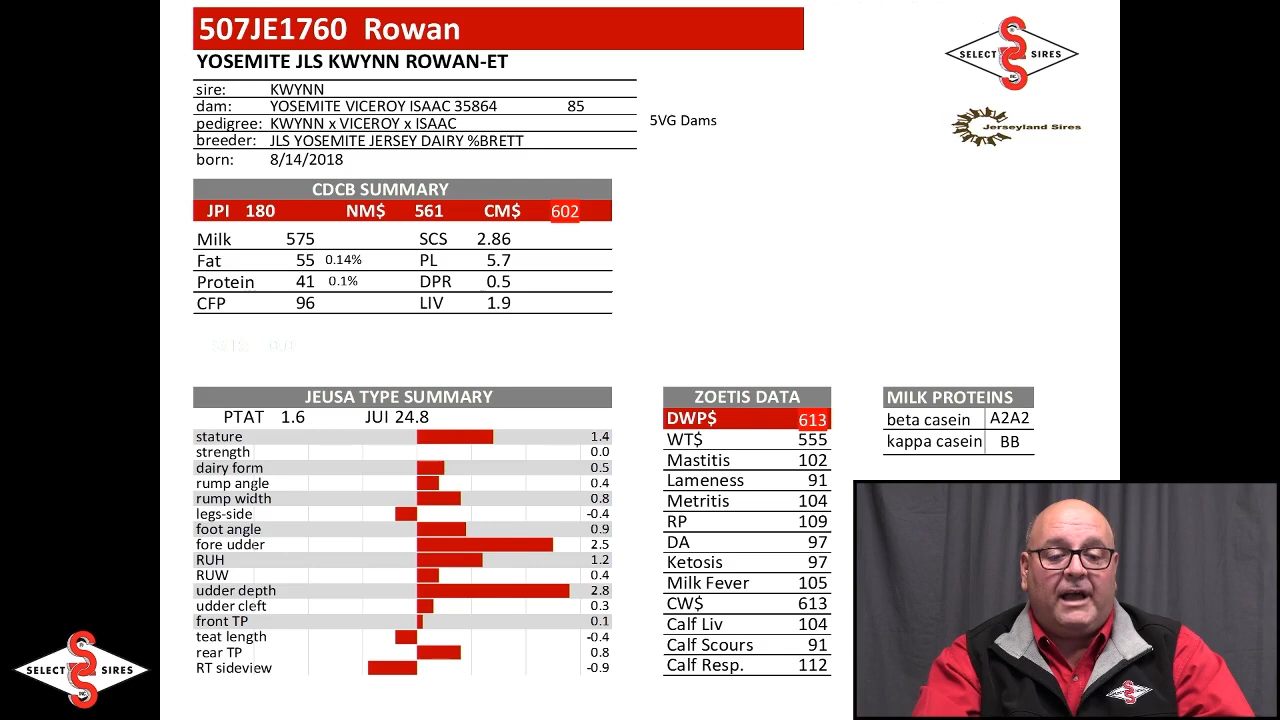 507JE1760 Rowan
YOSEMITE JLS KWYNN ROWAN-ET
sire: KWYNN
dam: YOSEMITE VICEROY ISAAC 35864 85
pedigree: KWYNN x VICEROY x ISAAC
5VG Dams
breeder: JLS YOSEMITE JERSEY DAIRY %BRETT
born: 8/14/2018
SELECT SIRES
INC.
Jerseyland Sires
CDCB SUMMARY
JPI 180 NM$ 561 CM$ 602
Milk 575 SCS 2.86
Fat 55 0.14% PL 5.7
Protein 41 0.1% DPR 0.5
CFP 96 LIV 1.9
JEUSA TYPE SUMMARY
PTAT 1.6 JUI 24.8
stature 1.4
strength 0.0
dairy form 0.5
rump angle 0.4
rump width 0.8
legs-side -0.4
foot angle 0.9
fore udder 2.5
RUH 1.2
RUW 0.4
udder depth 2.8
udder cleft 0.3
front TP 0.1
teat length -0.4
rear TP 0.8
RT sideview -0.9
ZOETIS DATA
DWP$ 613
WT$ 555
Mastitis 102
Lameness 91
Metritis 104
RP 109
DA 97
Ketosis 97
Milk Fever 105
CW$ 613
Calf Liv 104
Calf Scours 91
Calf Resp. 112
MILK PROTEINS
beta casein A2A2
kappa casein BB
SELECT SIRES
INC.